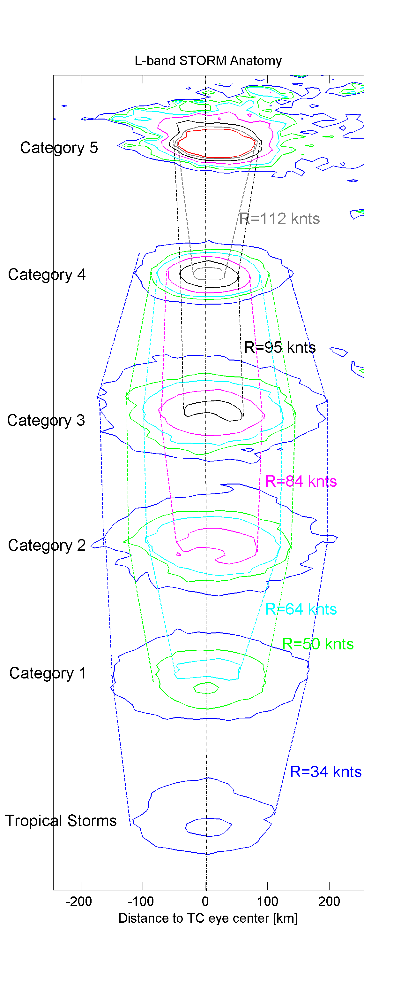 L-band STORM Anatomy
Category 5
R=112 knts
Category 4
R=95 knts
Category 3
R=84 knts
Category 2
R=64 knts
R=50 knts
Category 1
R=34 knts
Tropical Storms
-200 -100 0 100 200
Distance to TC eye center [km]